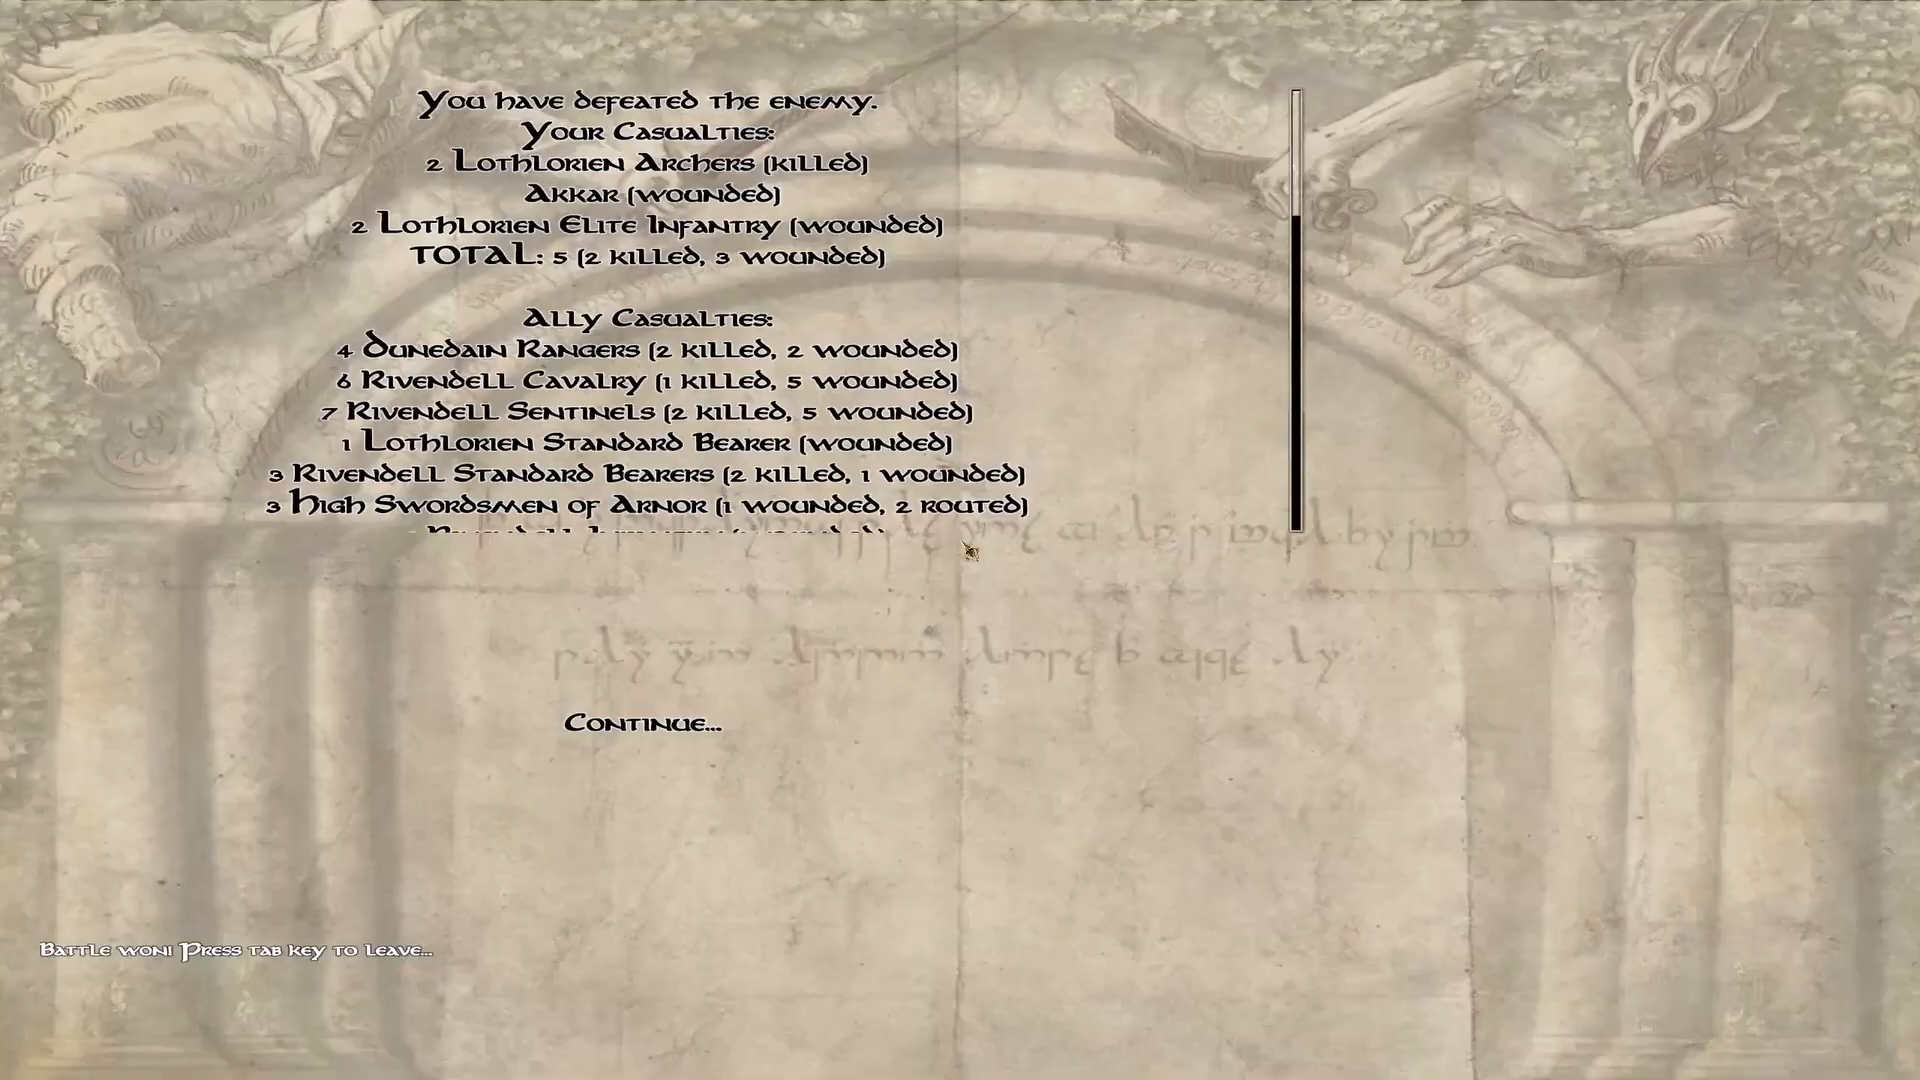 You have defeated the enemy.
Your Casualties:
2 Lothlorien Archers (killed)
Akkar (wounded)
2 Lothlorien Elite Infantry (wounded)
TOTAL: 5 (2 killed, 3 wounded)
Ally Casualties:
4 Dunedain Rangers (2 killed, 2 wounded)
6 Rivendell Cavalry (1 killed, 5 wounded)
7 Rivendell Sentinels (2 killed, 5 wounded)
1 Lothlorien Standard Bearer (wounded)
3 Rivendell Standard Bearers (2 killed, 1 wounded)
3 High Swordsmen of Arnor (1 wounded, 2 routed)
Continue...
Battle won! Press tab key to leave...